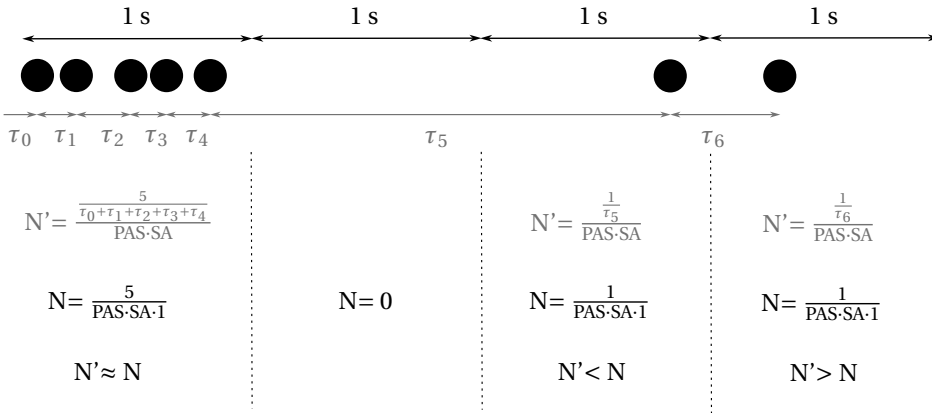 1 s 1 s 1 s 1 s
τ₀ τ₁ τ₂ τ₃ τ₄ τ₅ τ₆
N’= 5/(τ₀+τ₁+τ₂+τ₃+τ₄)/PAS·SA N’= 1/τ₅/PAS·SA N’= 1/τ₆/PAS·SA
N= 5/PAS·SA·1 N= 0 N= 1/PAS·SA·1 N= 1/PAS·SA·1
N’≈ N N’< N N’> N